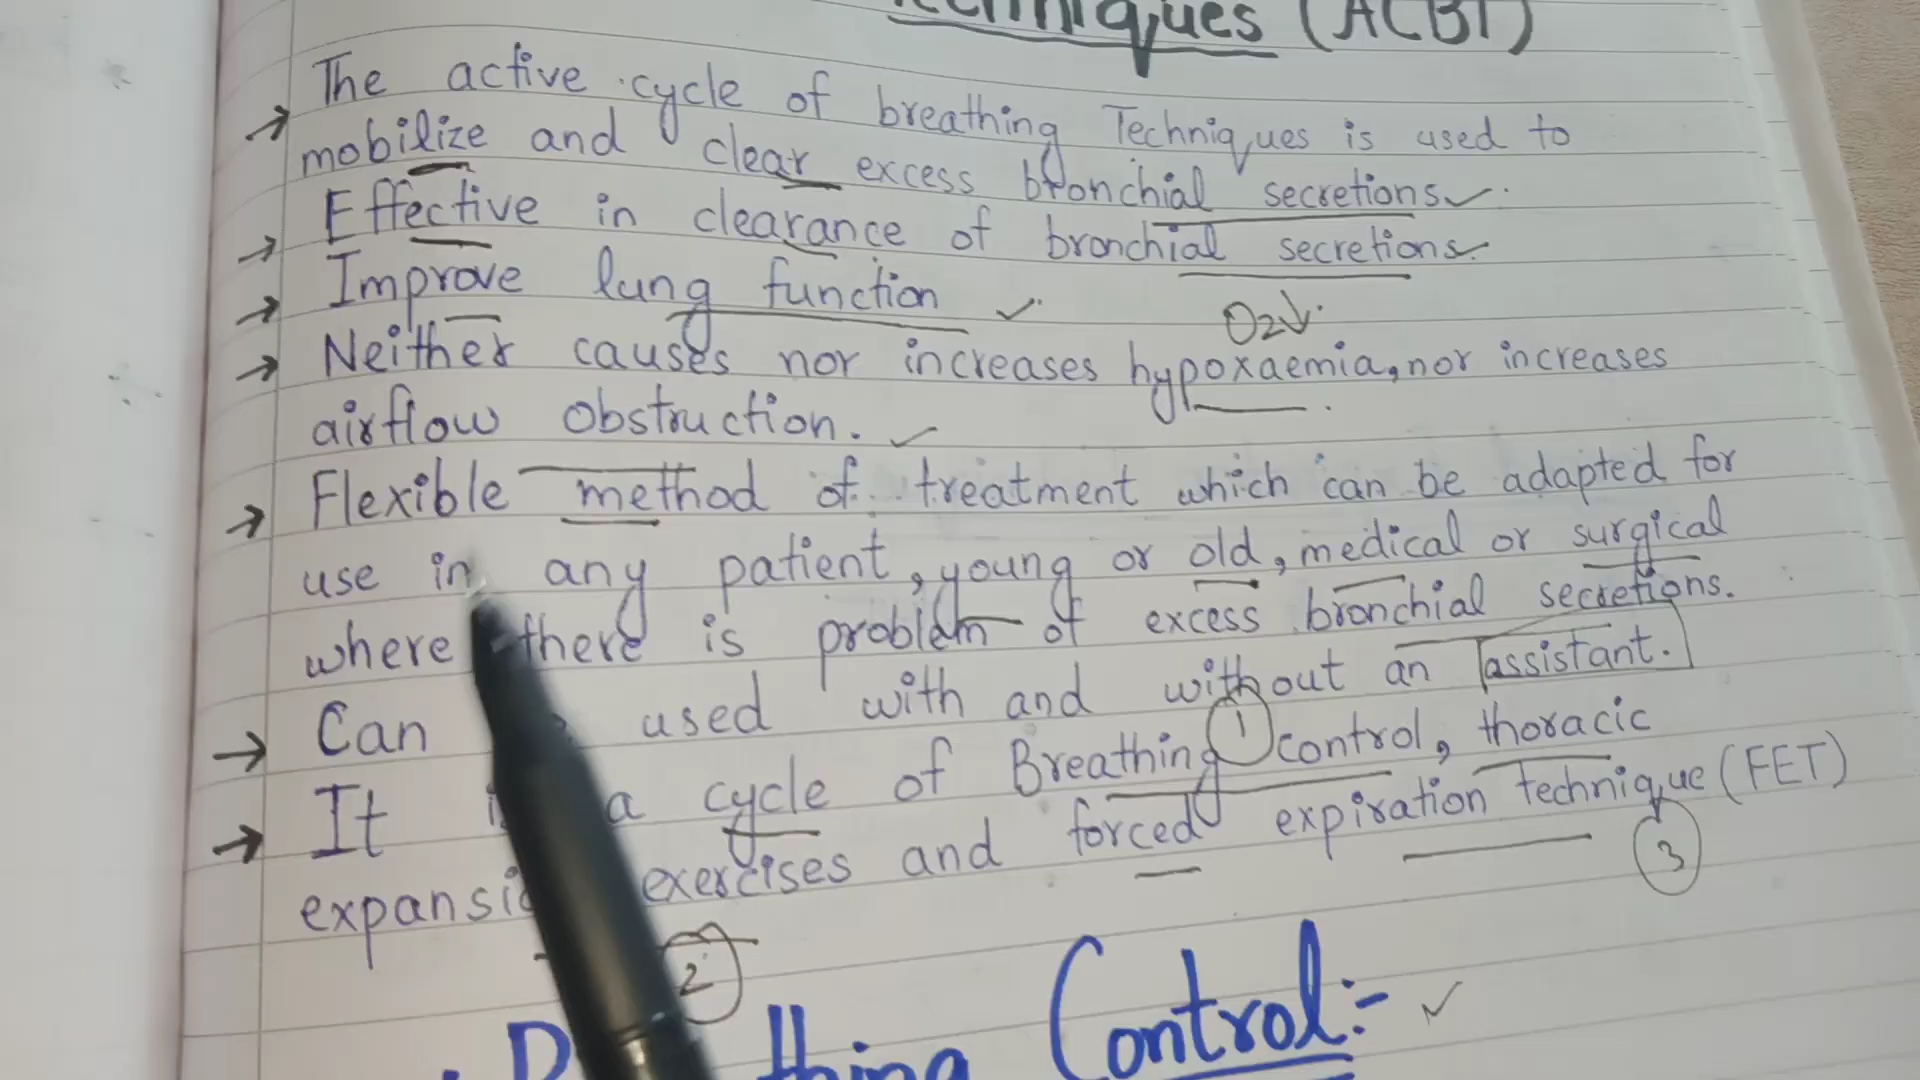 Techniques (ACBT)
→ The active cycle of breathing Techniques is used to
mobilize and clear excess bronchial secretions.
→ Effective in clearance of bronchial secretions.
→ Improve lung function
O2↓
→ Neither causes nor increases hypoxaemia, nor increases
airflow obstruction.
→ Flexible method of treatment which can be adapted for
use in any patient, young or old, medical or surgical
where there is problem of excess bronchial secretions.
→ Can used with and without an assistant.
→ It a cycle of Breathing control, thoracic
1
expansion exercises and forced expiration technique (FET)
2
3
Control:-